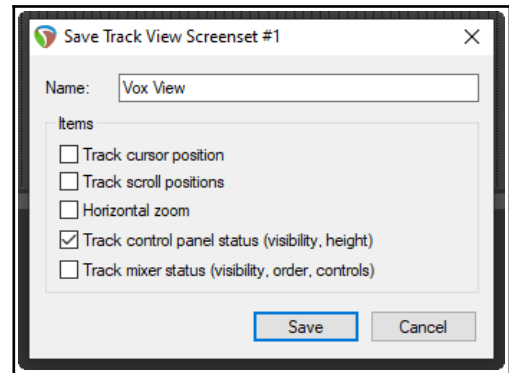 Save Track View Screenset #1
Name: Vox View
Items
Track cursor position
Track scroll positions
Horizontal zoom
Track control panel status (visibility, height)
Track mixer status (visibility, order, controls)
Save Cancel